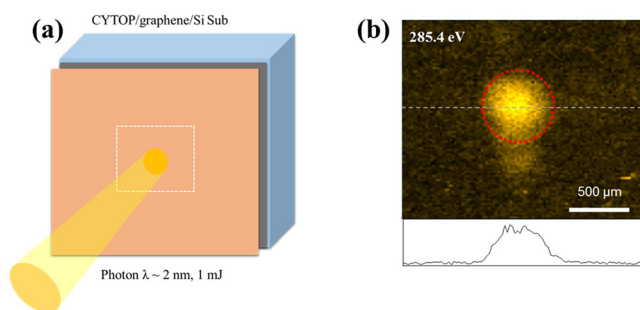 (a)
CYTOP/graphene/Si Sub
Photon λ ~ 2 nm, 1 mJ
(b)
285.4 eV
500 μm